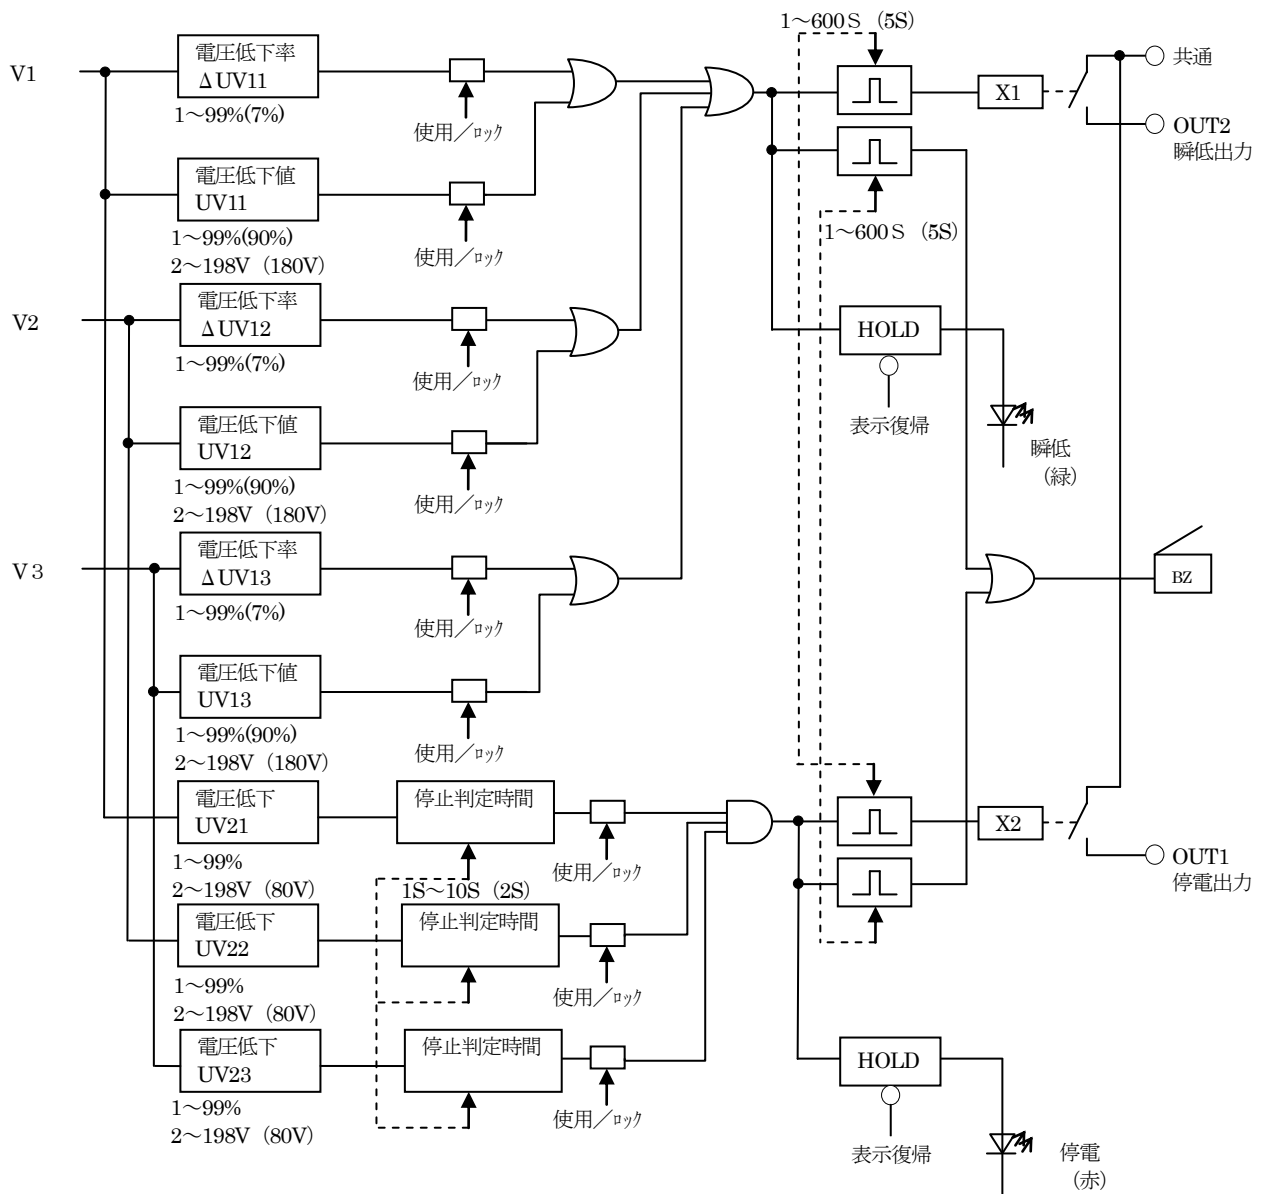 1～600S (5S)
V1
電圧低下率
ΔUV11
1～99%(7%)
使用／ﾛｯｸ
X1
共通
OUT2
瞬低出力
電圧低下値
UV11
1～99%(90%)
2～198V (180V)
使用／ﾛｯｸ
1～600S (5S)
V2
電圧低下率
ΔUV12
1～99%(7%)
使用／ﾛｯｸ
HOLD
表示復帰
瞬低
(緑)
電圧低下値
UV12
1～99%(90%)
2～198V (180V)
使用／ﾛｯｸ
V3
電圧低下率
ΔUV13
1～99%(7%)
使用／ﾛｯｸ
BZ
電圧低下値
UV13
1～99%(90%)
2～198V (180V)
使用／ﾛｯｸ
電圧低下
UV21
1～99%
2～198V (80V)
停止判定時間
使用／ﾛｯｸ
1S～10S (2S)
X2
OUT1
停電出力
電圧低下
UV22
1～99%
2～198V (80V)
停止判定時間
使用／ﾛｯｸ
電圧低下
UV23
1～99%
2～198V (80V)
停止判定時間
使用／ﾛｯｸ
HOLD
表示復帰
停電
(赤)